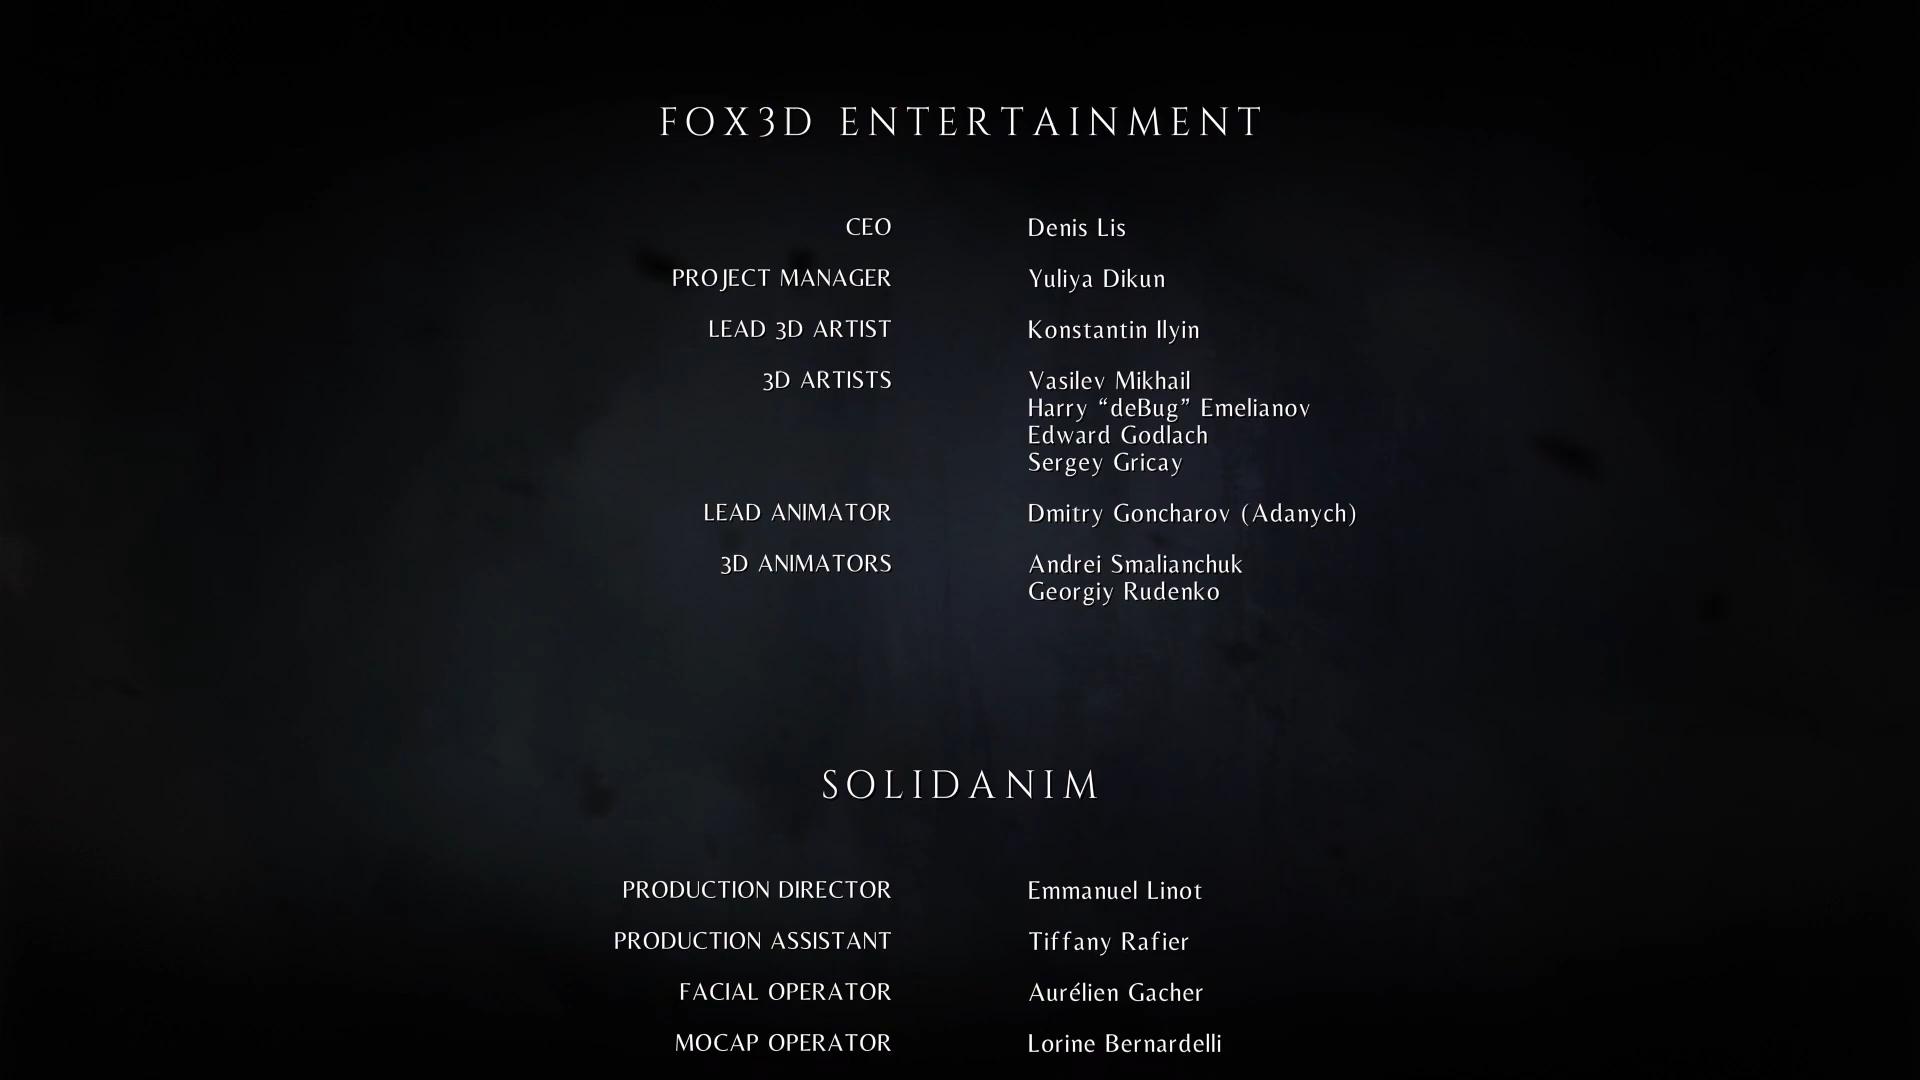 FOX3D ENTERTAINMENT
CEO Denis Lis
PROJECT MANAGER Yuliya Dikun
LEAD 3D ARTIST Konstantin Ilyin
3D ARTISTS Vasilev Mikhail
Harry “deBug” Emelianov
Edward Godlach
Sergey Gricay
LEAD ANIMATOR Dmitry Goncharov (Adanych)
3D ANIMATORS Andrei Smalianchuk
Georgiy Rudenko
SOLIDANIM
PRODUCTION DIRECTOR Emmanuel Linot
PRODUCTION ASSISTANT Tiffany Rafier
FACIAL OPERATOR Aurélien Gacher
MOCAP OPERATOR Lorine Bernardelli